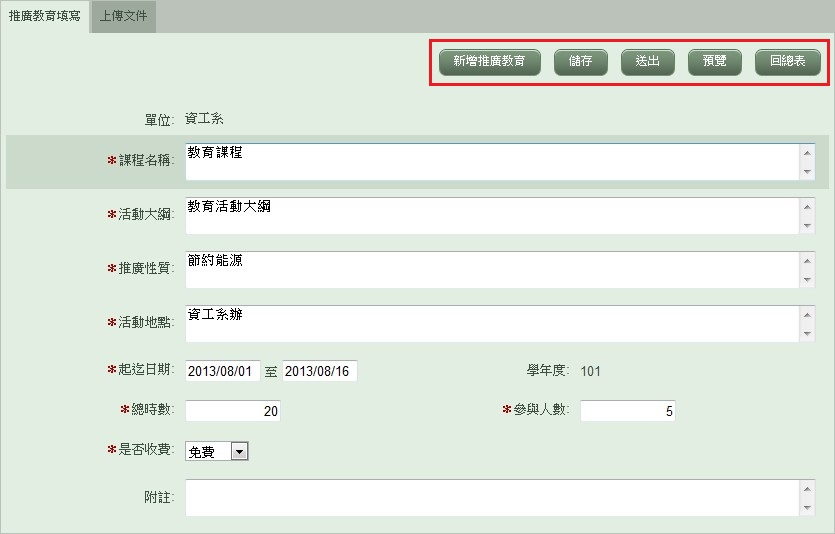 推廣教育填寫 上傳文件
新增推廣教育 儲存 送出 預覽 回總表
單位: 資工系
*課程名稱: 教育課程
*活動大綱: 教育活動大綱
*推廣性質: 節約能源
*活動地點: 資工系辦
*起迄日期: 2013/08/01 至 2013/08/16 學年度: 101
*總時數: 20 *參與人數: 5
*是否收費: 免費
附註: